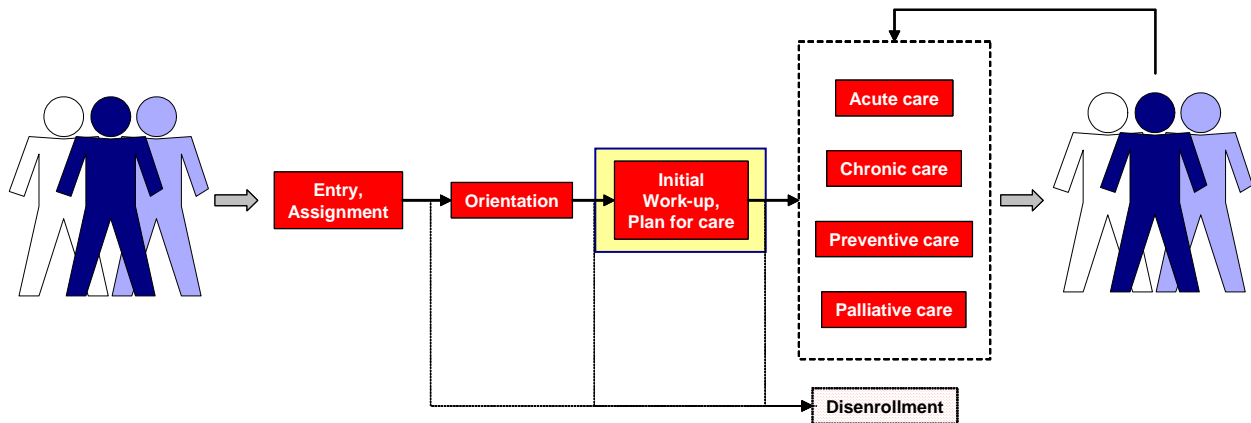 Entry,
Assignment
Orientation
Initial
Work-up,
Plan for care
Acute care
Chronic care
Preventive care
Palliative care
Disenrollment